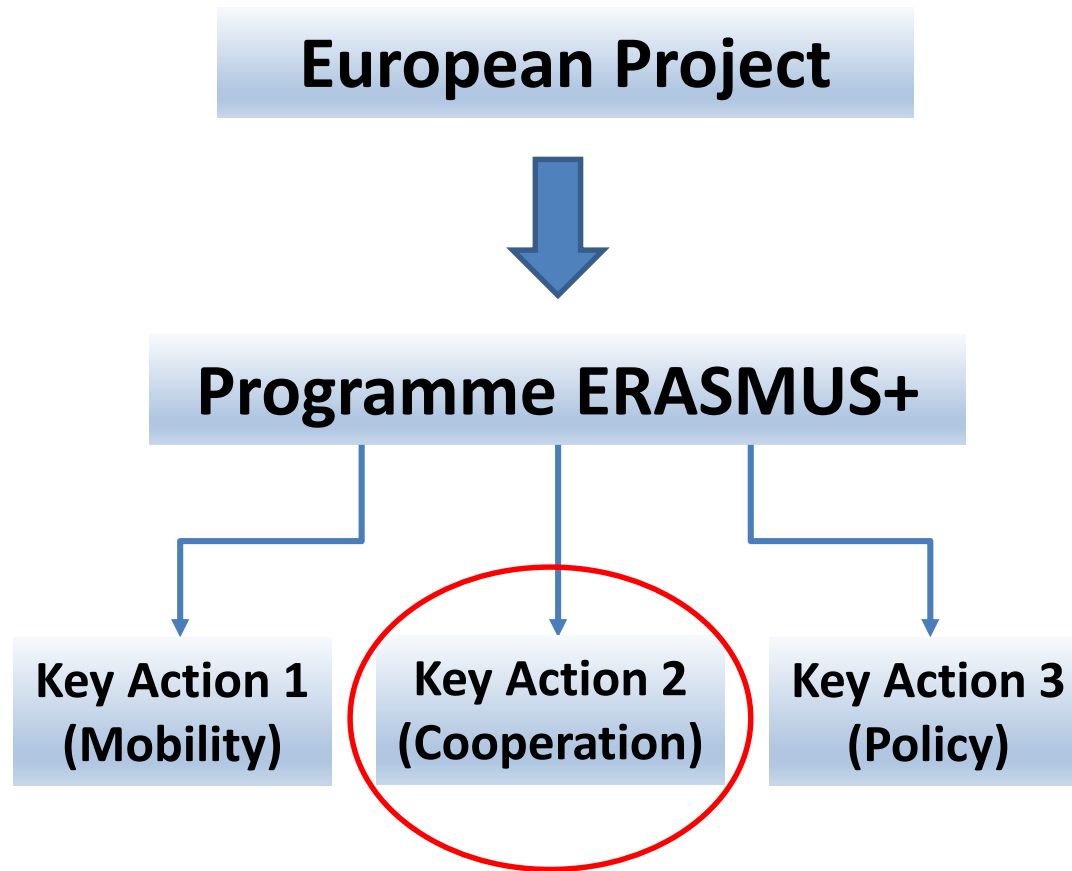 European Project
Programme ERASMUS+
Key Action 1
(Mobility)
Key Action 2
(Cooperation)
Key Action 3
(Policy)